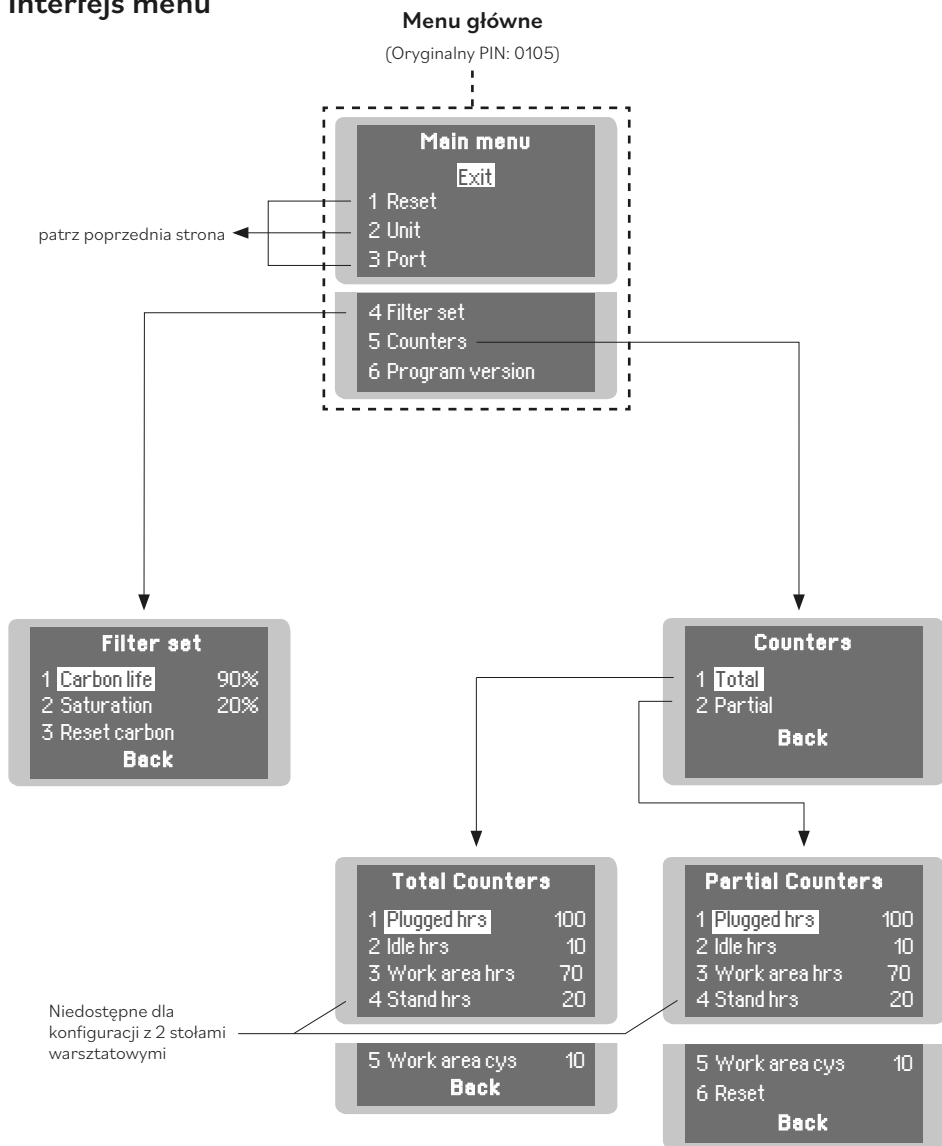 Interfejs menu
Menu główne
(Oryginalny PIN: 0105)
Main menu
Exit
1 Reset
2 Unit
3 Port
patrz poprzednia strona
4 Filter set
5 Counters
6 Program version
Filter set
1 Carbon life 90%
2 Saturation 20%
3 Reset carbon
Back
Counters
1 Total
2 Partial
Back
Total Counters
1 Plugged hrs 100
2 Idle hrs 10
3 Work area hrs 70
4 Stand hrs 20
5 Work area cys 10
Back
Partial Counters
1 Plugged hrs 100
2 Idle hrs 10
3 Work area hrs 70
4 Stand hrs 20
5 Work area cys 10
6 Reset
Back
Niedostępne dla
konfiguracji z 2 stołami
warsztatowymi